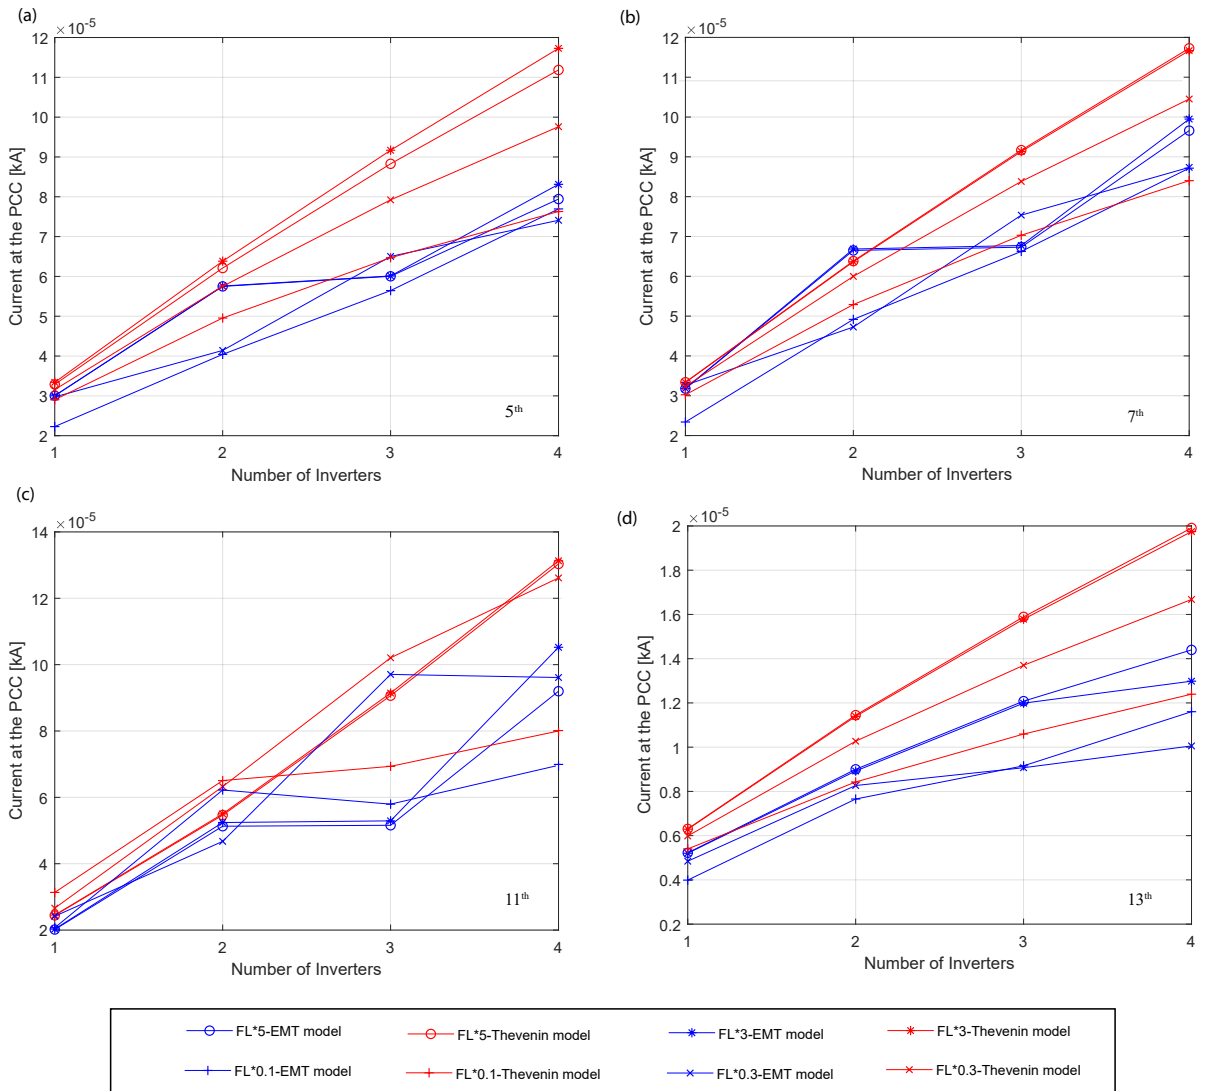 (a)
×10-5
12
11
10
9
8
7
6
5
4
3
2
1 2 3 4
Current at the PCC [kA]
Number of Inverters
5th
(b)
×10-5
12
11
10
9
8
7
6
5
4
3
2
1 2 3 4
Current at the PCC [kA]
Number of Inverters
7th
(c)
×10-5
14
12
10
8
6
4
2
1 2 3 4
Current at the PCC [kA]
Number of Inverters
11th
(d)
×10-5
2
1.8
1.6
1.4
1.2
1
0.8
0.6
0.4
0.2
1 2 3 4
Current at the PCC [kA]
Number of Inverters
13th
FL*5-EMT model FL*5-Thevenin model FL*3-EMT model FL*3-Thevenin model
FL*0.1-EMT model FL*0.1-Thevenin model FL*0.3-EMT model FL*0.3-Thevenin model